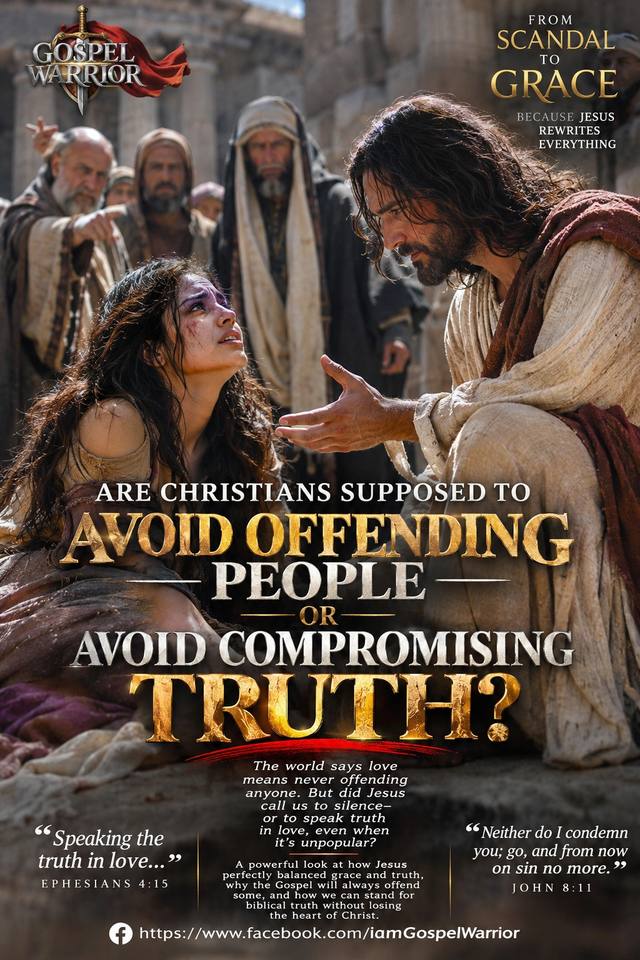 GOSPEL
WARRIOR
FROM
SCANDAL
TO
GRACE
BECAUSE JESUS
REWRITES
EVERYTHING
ARE CHRISTIANS SUPPOSED TO
AVOID OFFENDING
PEOPLE
OR
AVOID COMPROMISING
TRUTH?
The world says love
means never offending
anyone. But did Jesus
call us to silence–
or to speak truth
in love, even when
it's unpopular?
A powerful look at how Jesus
perfectly balanced grace and truth,
why the Gospel will always offend
some, and how we can stand for
biblical truth without losing
the heart of Christ.
“Speaking the
truth in love...”
EPHESIANS 4:15
“Neither do I condemn
you; go, and from now
on sin no more.”
JOHN 8:11
https://www.facebook.com/iamGospelWarrior